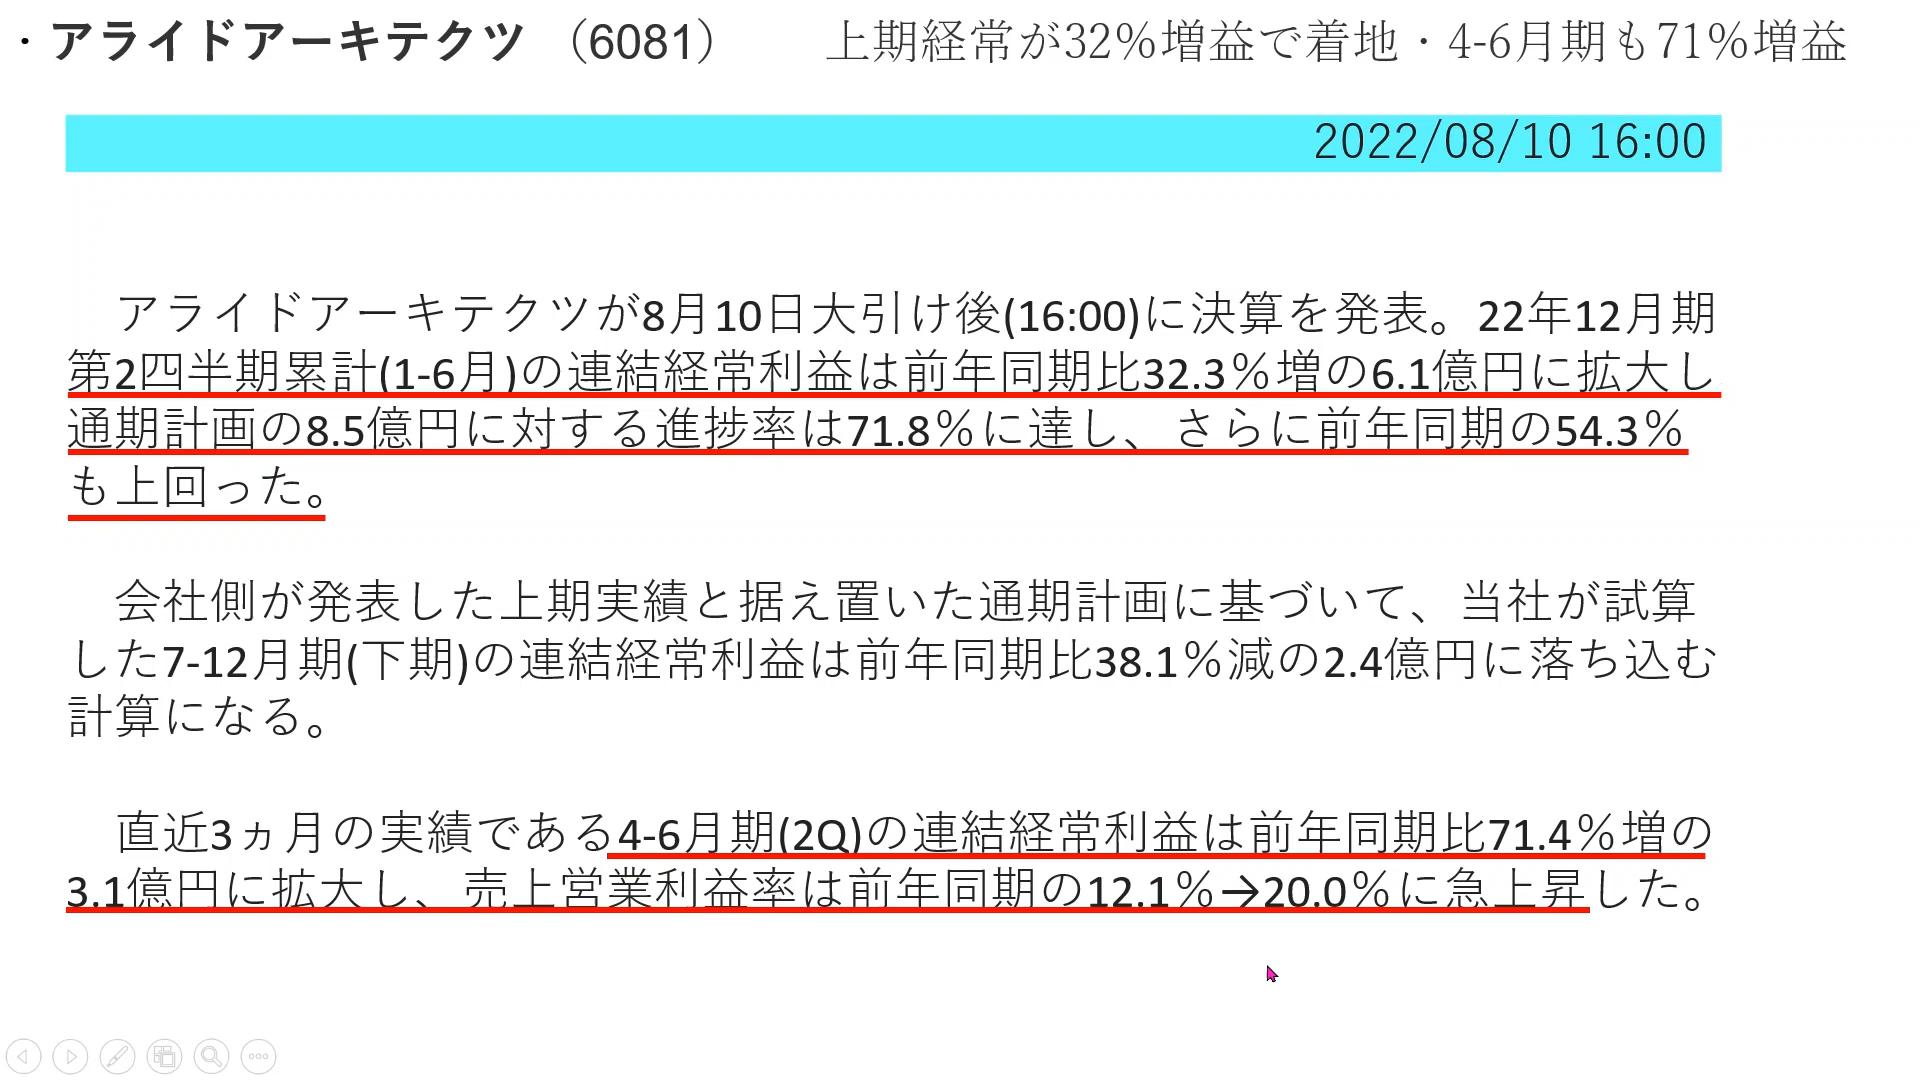 ・アライドアーキテクツ（6081） 上期経常が32%増益で着地・4-6月期も71%増益
2022/08/10 16:00
アライドアーキテクツが8月10日大引け後(16:00)に決算を発表。22年12月期
第2四半期累計(1-6月)の連結経常利益は前年同期比32.3％増の6.1億円に拡大し
通期計画の8.5億円に対する進捗率は71.8％に達し、さらに前年同期の54.3％
も上回った。
会社側が発表した上期実績と据え置いた通期計画に基づいて、当社が試算
した7-12月期(下期)の連結経常利益は前年同期比38.1％減の2.4億円に落ち込む
計算になる。
直近3ヵ月の実績である4-6月期(2Q)の連結経常利益は前年同期比71.4％増の
3.1億円に拡大し、売上営業利益率は前年同期の12.1％→20.0％に急上昇した。